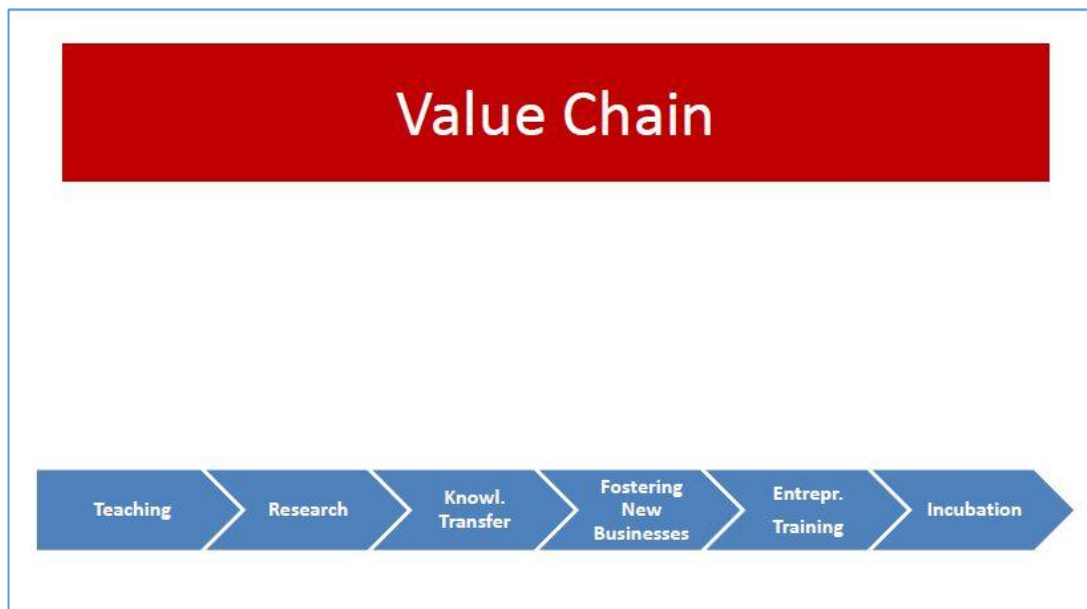 Value Chain
Teaching
Research
Knowl.
Transfer
Fostering
New
Businesses
Entrepr.
Training
Incubation